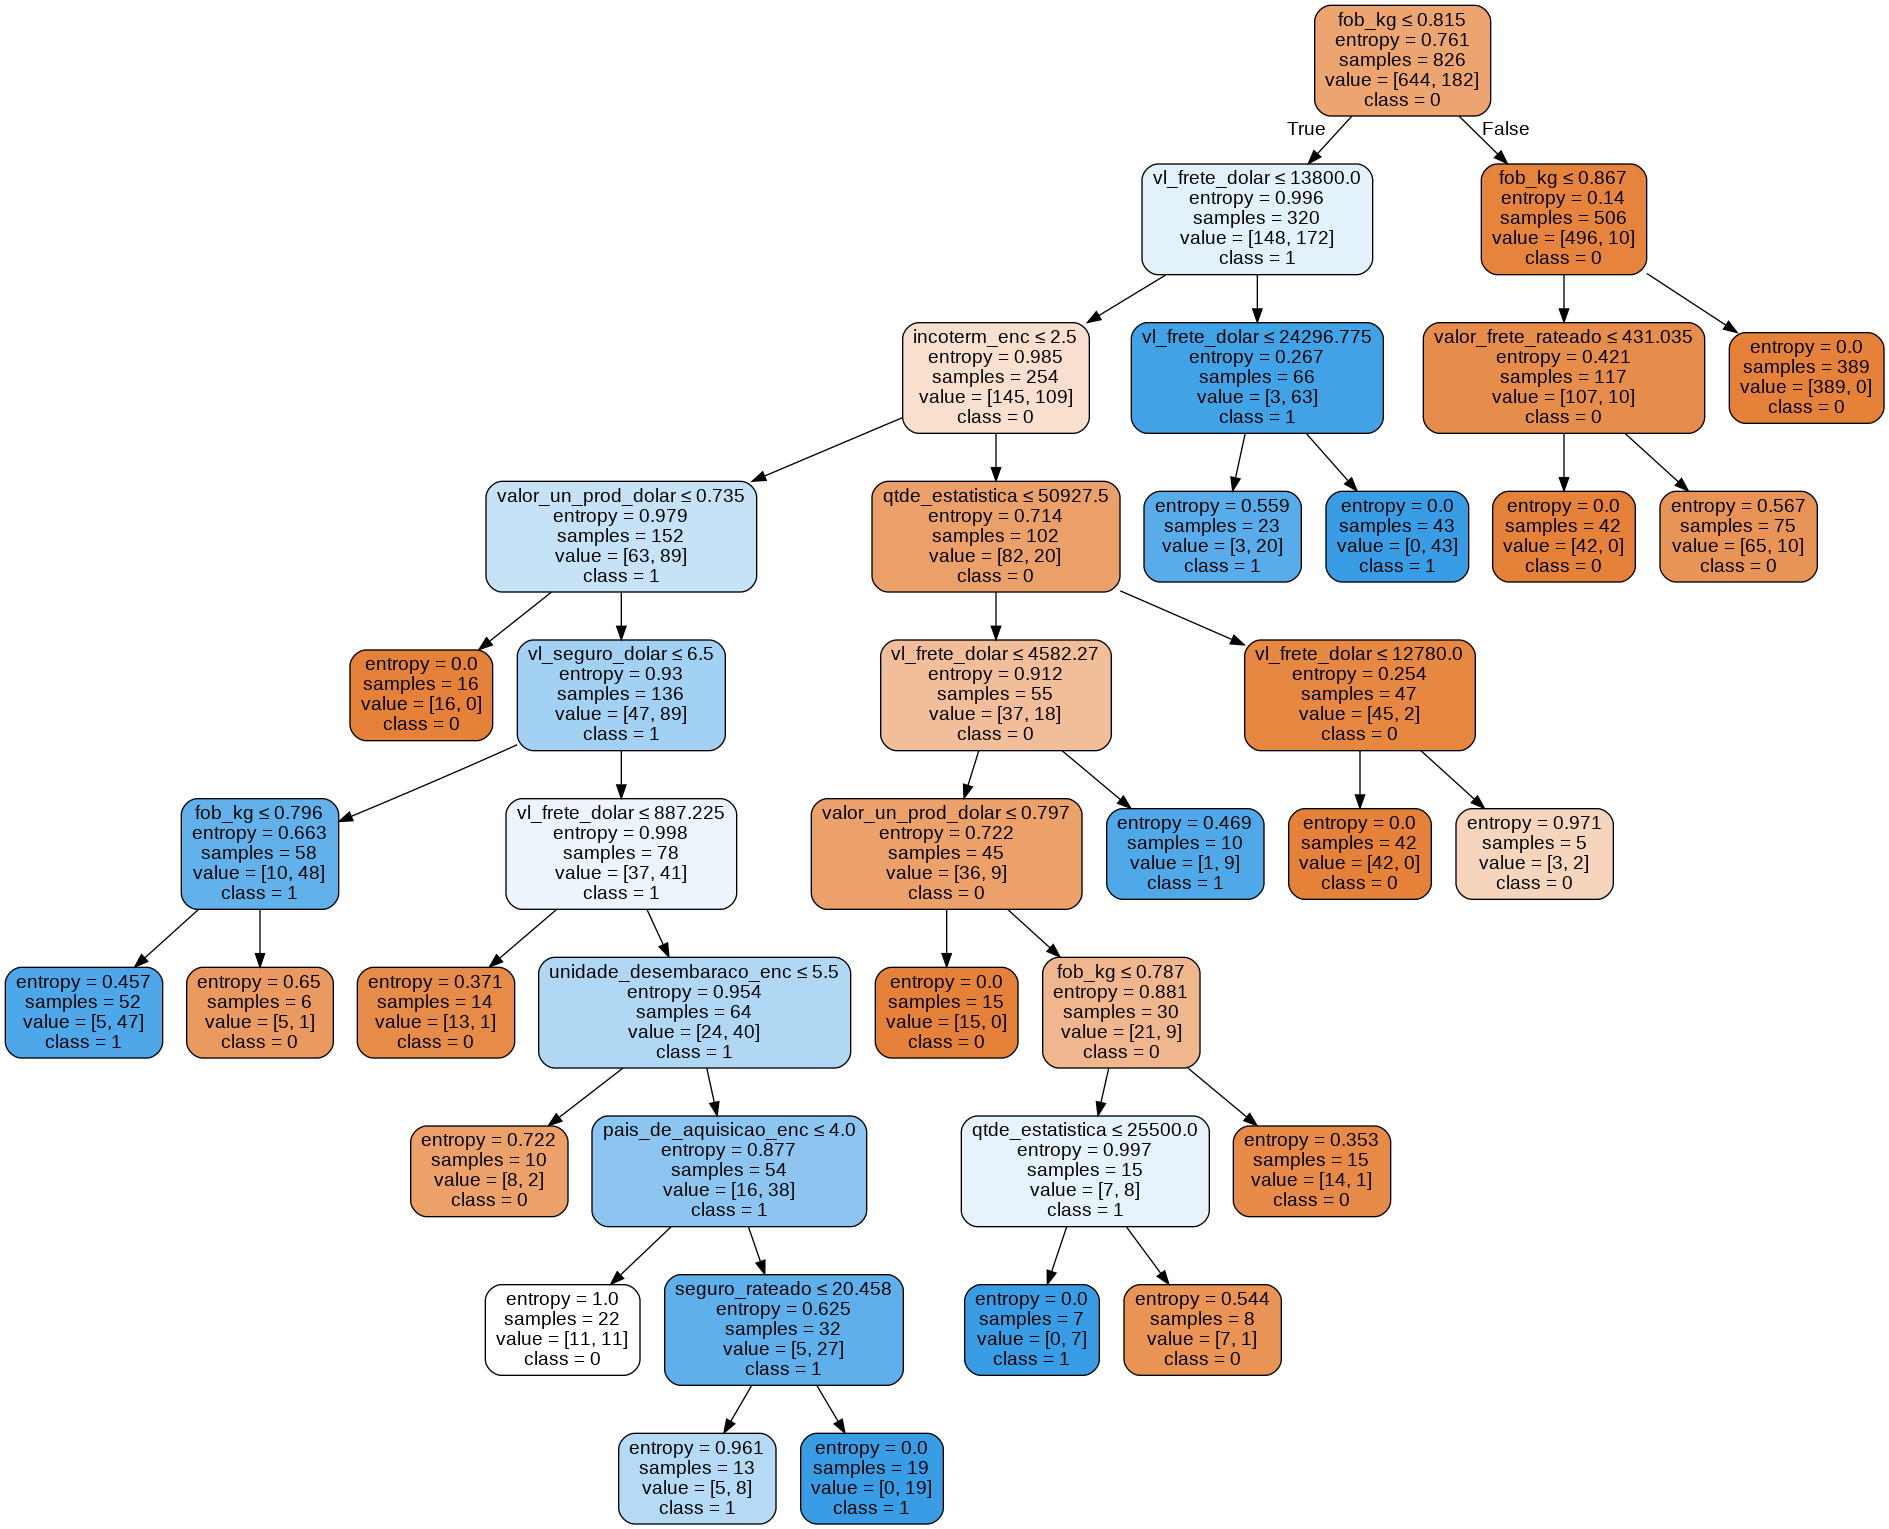 fob_kg ≤ 0.815
entropy = 0.761
samples = 826
value = [644, 182]
class = 0
True
False
vl_frete_dolar ≤ 13800.0
entropy = 0.996
samples = 320
value = [148, 172]
class = 1
fob_kg ≤ 0.867
entropy = 0.14
samples = 506
value = [496, 10]
class = 0
incoterm_enc ≤ 2.5
entropy = 0.985
samples = 254
value = [145, 109]
class = 0
vl_frete_dolar ≤ 24296.775
entropy = 0.267
samples = 66
value = [3, 63]
class = 1
valor_frete_rateado ≤ 431.035
entropy = 0.421
samples = 117
value = [107, 10]
class = 0
entropy = 0.0
samples = 389
value = [389, 0]
class = 0
valor_un_prod_dolar ≤ 0.735
entropy = 0.979
samples = 152
value = [63, 89]
class = 1
qtde_estatistica ≤ 50927.5
entropy = 0.714
samples = 102
value = [82, 20]
class = 0
entropy = 0.559
samples = 23
value = [3, 20]
class = 1
entropy = 0.0
samples = 43
value = [0, 43]
class = 1
entropy = 0.0
samples = 42
value = [42, 0]
class = 0
entropy = 0.567
samples = 75
value = [65, 10]
class = 0
entropy = 0.0
samples = 16
value = [16, 0]
class = 0
vl_seguro_dolar ≤ 6.5
entropy = 0.93
samples = 136
value = [47, 89]
class = 1
vl_frete_dolar ≤ 4582.27
entropy = 0.912
samples = 55
value = [37, 18]
class = 0
vl_frete_dolar ≤ 12780.0
entropy = 0.254
samples = 47
value = [45, 2]
class = 0
fob_kg ≤ 0.796
entropy = 0.663
samples = 58
value = [10, 48]
class = 1
vl_frete_dolar ≤ 887.225
entropy = 0.998
samples = 78
value = [37, 41]
class = 1
valor_un_prod_dolar ≤ 0.797
entropy = 0.722
samples = 45
value = [36, 9]
class = 0
entropy = 0.469
samples = 10
value = [1, 9]
class = 1
entropy = 0.0
samples = 42
value = [42, 0]
class = 0
entropy = 0.971
samples = 5
value = [3, 2]
class = 0
entropy = 0.457
samples = 52
value = [5, 47]
class = 1
entropy = 0.65
samples = 6
value = [5, 1]
class = 0
entropy = 0.371
samples = 14
value = [13, 1]
class = 0
unidade_desembaraco_enc ≤ 5.5
entropy = 0.954
samples = 64
value = [24, 40]
class = 1
entropy = 0.0
samples = 15
value = [15, 0]
class = 0
fob_kg ≤ 0.787
entropy = 0.881
samples = 30
value = [21, 9]
class = 0
entropy = 0.722
samples = 10
value = [8, 2]
class = 0
pais_de_aquisicao_enc ≤ 4.0
entropy = 0.877
samples = 54
value = [16, 38]
class = 1
qtde_estatistica ≤ 25500.0
entropy = 0.997
samples = 15
value = [7, 8]
class = 1
entropy = 0.353
samples = 15
value = [14, 1]
class = 0
entropy = 1.0
samples = 22
value = [11, 11]
class = 0
seguro_rateado ≤ 20.458
entropy = 0.625
samples = 32
value = [5, 27]
class = 1
entropy = 0.0
samples = 7
value = [0, 7]
class = 1
entropy = 0.544
samples = 8
value = [7, 1]
class = 0
entropy = 0.961
samples = 13
value = [5, 8]
class = 1
entropy = 0.0
samples = 19
value = [0, 19]
class = 1